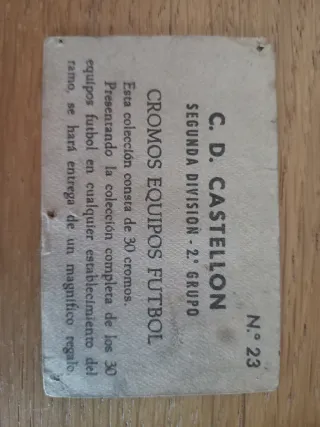 N.º 23
C. D. CASTELLON
SEGUNDA DIVISION - 2.º GRUPO
CROMOS EQUIPOS FUTBOL
Esta colección consta de 30 cromos.
Presentando la colección completa de los 30
equipos futbol en cualquier establecimiento del
ramo, se hará entrega de un magnífico regalo.